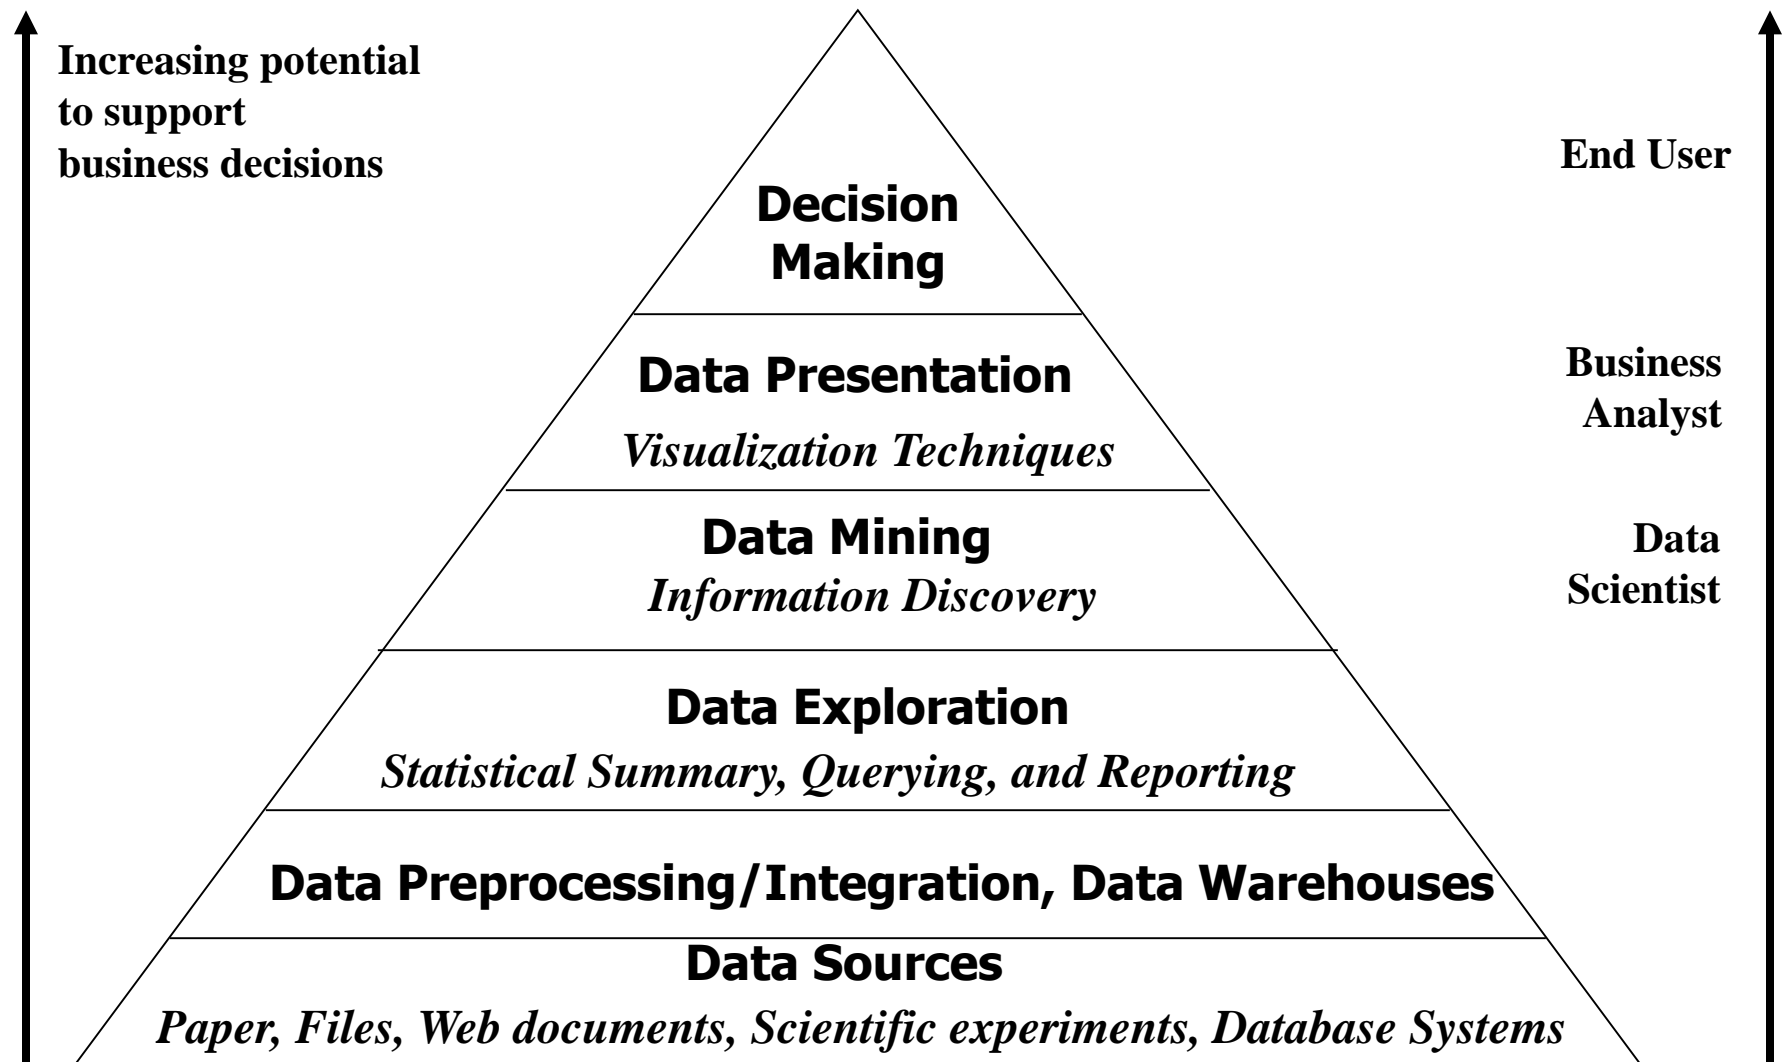 Increasing potential
to support
business decisions
End User
Decision
Making
Business
Analyst
Data Presentation
Visualization Techniques
Data Mining
Information Discovery
Data
Scientist
Data Exploration
Statistical Summary, Querying, and Reporting
Data Preprocessing/Integration, Data Warehouses
Data Sources
Paper, Files, Web documents, Scientific experiments, Database Systems